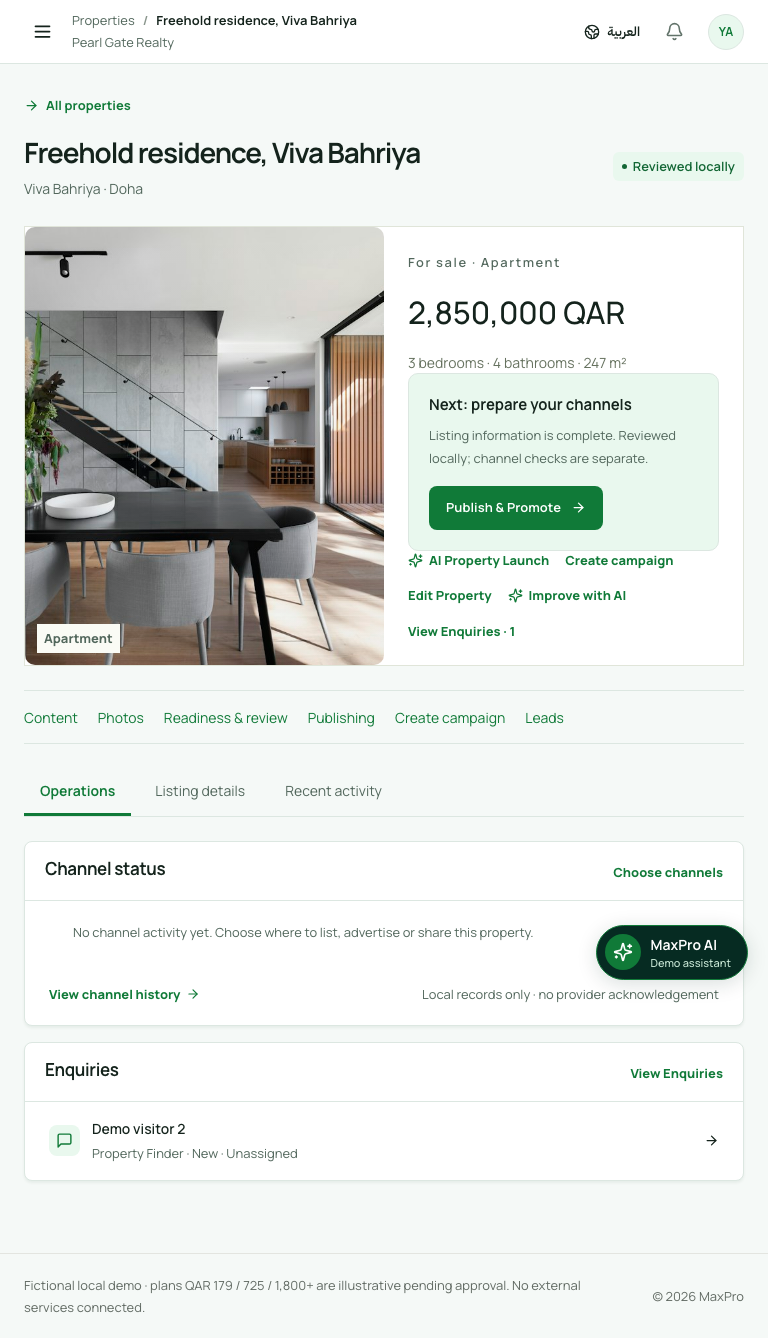 Properties / Freehold residence, Viva Bahriya
Pearl Gate Realty
العربية
YA
All properties
Freehold residence, Viva Bahriya
Reviewed locally
Viva Bahriya · Doha
For sale · Apartment
2,850,000 QAR
3 bedrooms · 4 bathrooms · 247 m²
Next: prepare your channels
Listing information is complete. Reviewed
locally; channel checks are separate.
Publish & Promote
AI Property Launch Create campaign
Edit Property Improve with AI
View Enquiries · 1
Apartment
Content Photos Readiness & review Publishing Create campaign Leads
Operations Listing details Recent activity
Channel status
Choose channels
No channel activity yet. Choose where to list, advertise or share this property.
MaxPro AI
Demo assistant
View channel history
Local records only · no provider acknowledgement
Enquiries
View Enquiries
Demo visitor 2
Property Finder · New · Unassigned
Fictional local demo · plans QAR 179 / 725 / 1,800+ are illustrative pending approval. No external
services connected.
© 2026 MaxPro